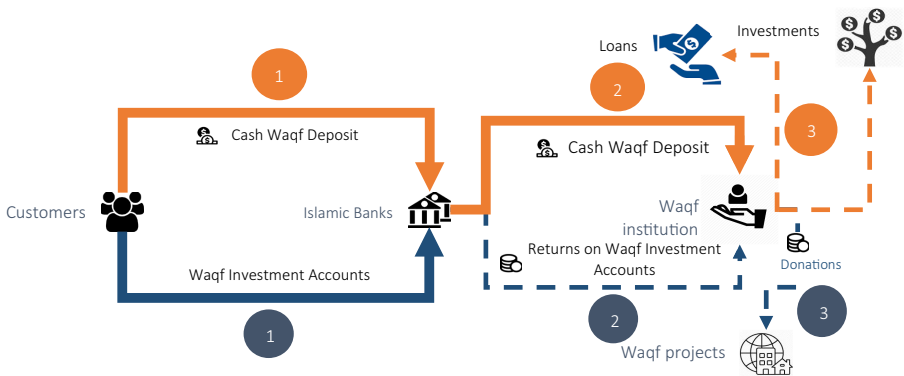 Loans
Investments
1
2
3
Cash Waqf Deposit
Cash Waqf Deposit
Customers
Islamic Banks
Waqf
institution
Returns on Waqf Investment
Accounts
Donations
Waqf Investment Accounts
1
2
3
Waqf projects